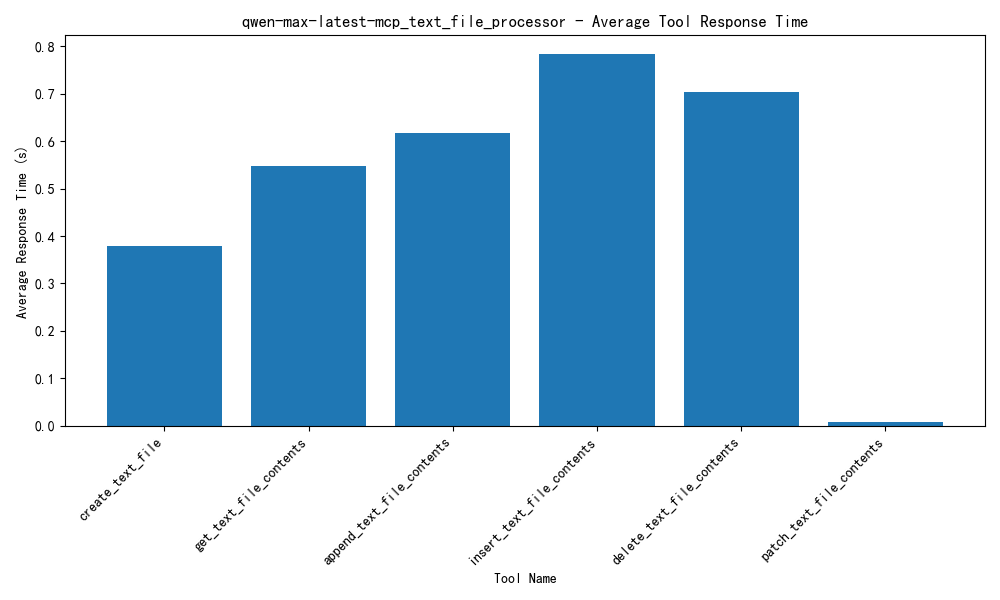 qwen-max-latest-mcp_text_file_processor - Average Tool Response Time
Average Response Time (s)
0.8
0.7
0.6
0.5
0.4
0.3
0.2
0.1
0.0
create_text_file
get_text_file_contents
append_text_file_contents
insert_text_file_contents
delete_text_file_contents
patch_text_file_contents
Tool Name